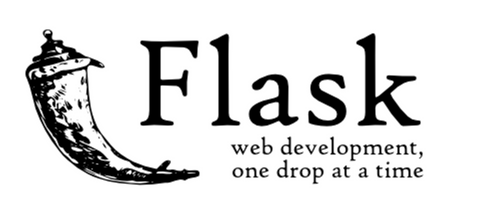 Flask
web development,
one drop at a time